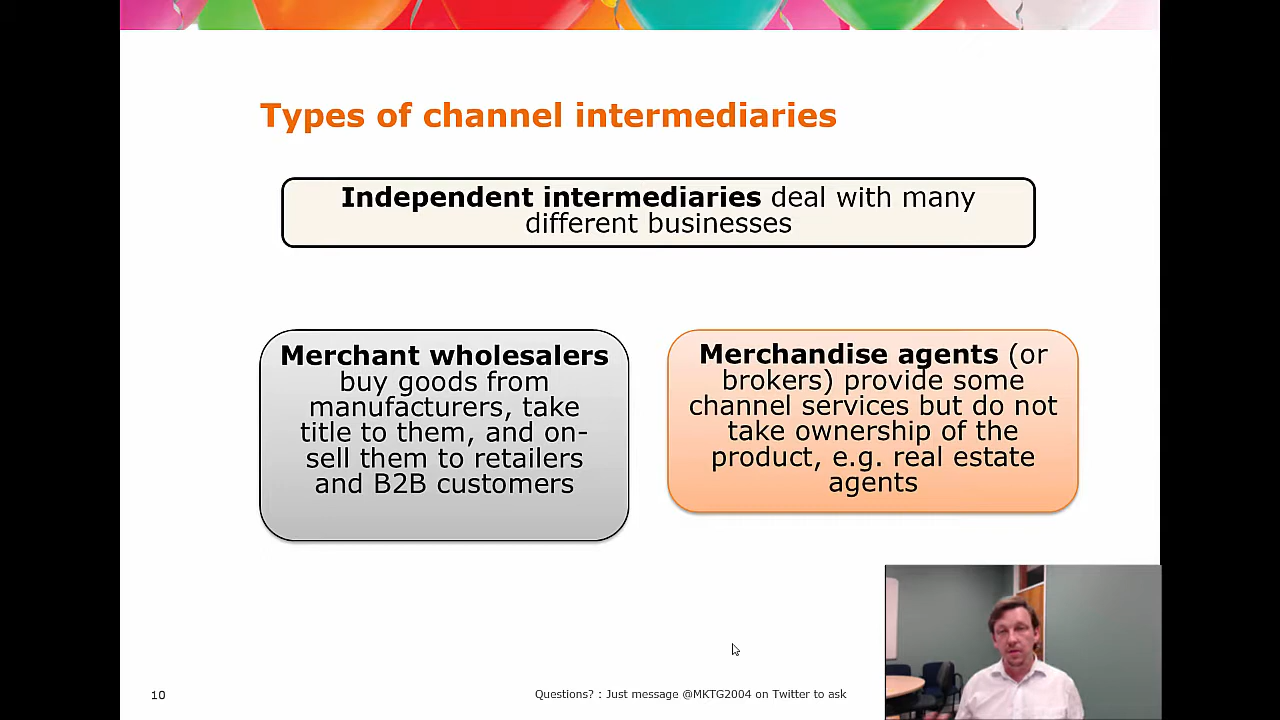 Types of channel intermediaries
Independent intermediaries deal with many
different businesses
Merchant wholesalers
buy goods from
manufacturers, take
title to them, and on-
sell them to retailers
and B2B customers
Merchandise agents (or
brokers) provide some
channel services but do not
take ownership of the
product, e.g. real estate
agents
10
Questions? : Just message @MKTG2004 on Twitter to ask